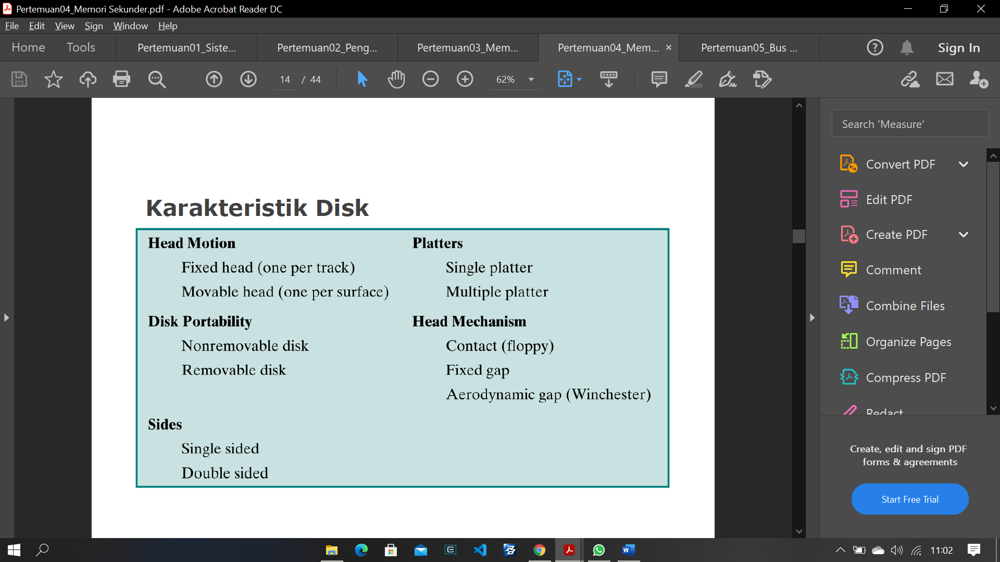 Pertemuan04_Memori Sekunder.pdf - Adobe Acrobat Reader DC
File Edit View Sign Window Help
Home Tools Pertemuan01_Siste... Pertemuan02_Peng... Pertemuan03_Mem... Pertemuan04_Mem... Pertemuan05_Bus ... Sign In
14 / 44 62%
Karakteristik Disk
Head Motion
Fixed head (one per track)
Movable head (one per surface)
Disk Portability
Nonremovable disk
Removable disk
Sides
Single sided
Double sided
Platters
Single platter
Multiple platter
Head Mechanism
Contact (floppy)
Fixed gap
Aerodynamic gap (Winchester)
Search 'Measure'
Convert PDF
Edit PDF
Create PDF
Comment
Combine Files
Organize Pages
Compress PDF
Redact
Create, edit and sign PDF
forms & agreements
Start Free Trial
11:02